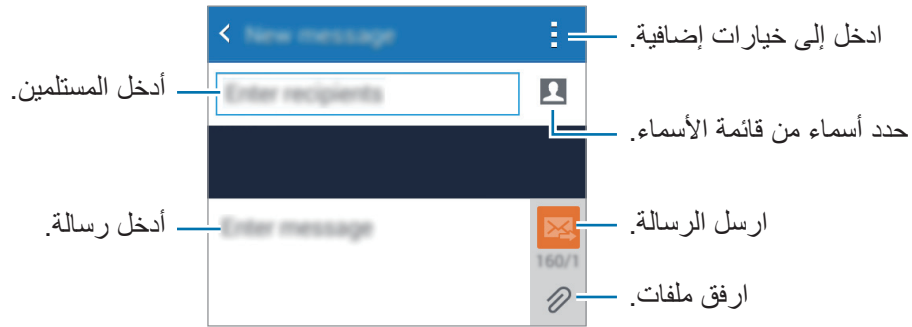 New message
ادخل إلى خيارات إضافية.
Enter recipients
أدخل المستلمين.
حدد أسماء من قائمة الأسماء.
Enter message
أدخل رسالة.
ارسل الرسالة.
160/1
ارفق ملفات.